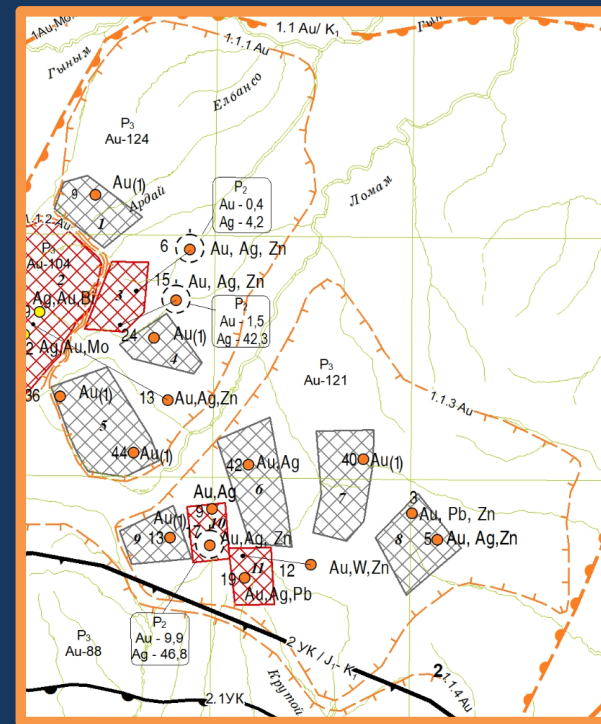 1Au,Mo
1.1 Au/ K₁
Гыным
1.1.1 Au
Елбансо
P₃
Au-124
Ломам
9
Au(1)
Ардай
1
P₂
Au - 0,4
Ag - 4,2
1.1.2 Au
P₃
Au-104
2
6
Au, Ag, Zn
3
15
Au, Ag, Zn
Ag,Au,Bi
9
P₂
Au - 1,5
Ag - 42,3
24
Au(1)
4
2 Ag,Au,Mo
P₃
Au-121
1.1.3 Au
36
Au(1)
13
Au,Ag,Zn
5
44
Au(1)
42
Au,Ag
6
40
Au(1)
7
3
Au, Pb, Zn
8
5
Au, Ag,Zn
Au,Ag
9
10
Au(1)
9
13
Au,Ag, Zn
11
12
Au,W,Zn
19
Au,Ag,Pb
P₂
Au - 9,9
Ag - 46,8
P₃
Au-88
2 УК / J₃- K₁
2
1.1.4 Au
2.1УК
Крутой